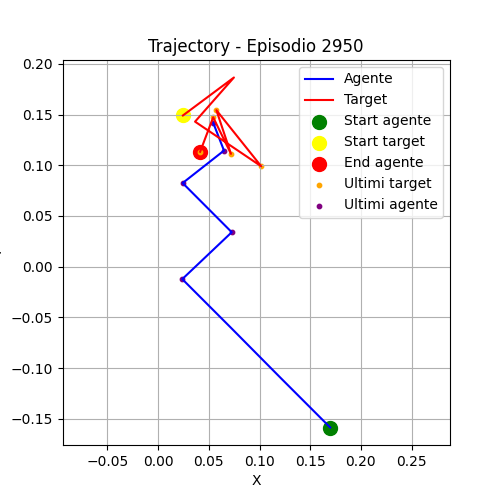 Trajectory - Episodio 2950
Agente
Target
Start agente
Start target
End agente
Ultimi target
Ultimi agente
0.20
0.15
0.10
0.05
0.00
−0.05
−0.10
−0.15
−0.05
0.00
0.05
0.10
0.15
0.20
0.25
X